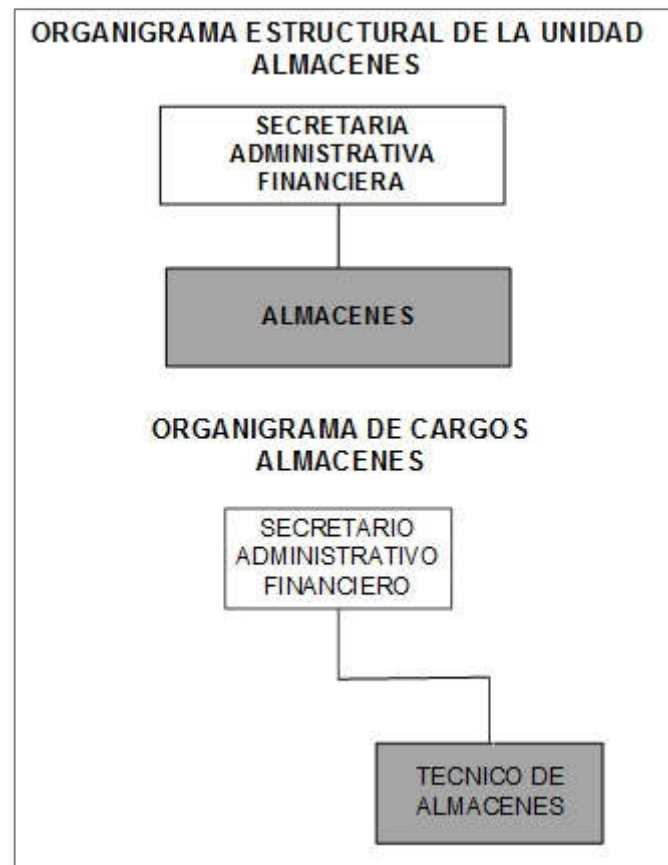 ORGANIGRAMA ESTRUCTURAL DE LA UNIDAD
ALMACENES
SECRETARIA
ADMINISTRATIVA
FINANCIERA
ALMACENES
ORGANIGRAMA DE CARGOS
ALMACENES
SECRETARIO
ADMINISTRATIVO
FINANCIERO
TECNICO DE
ALMACENES